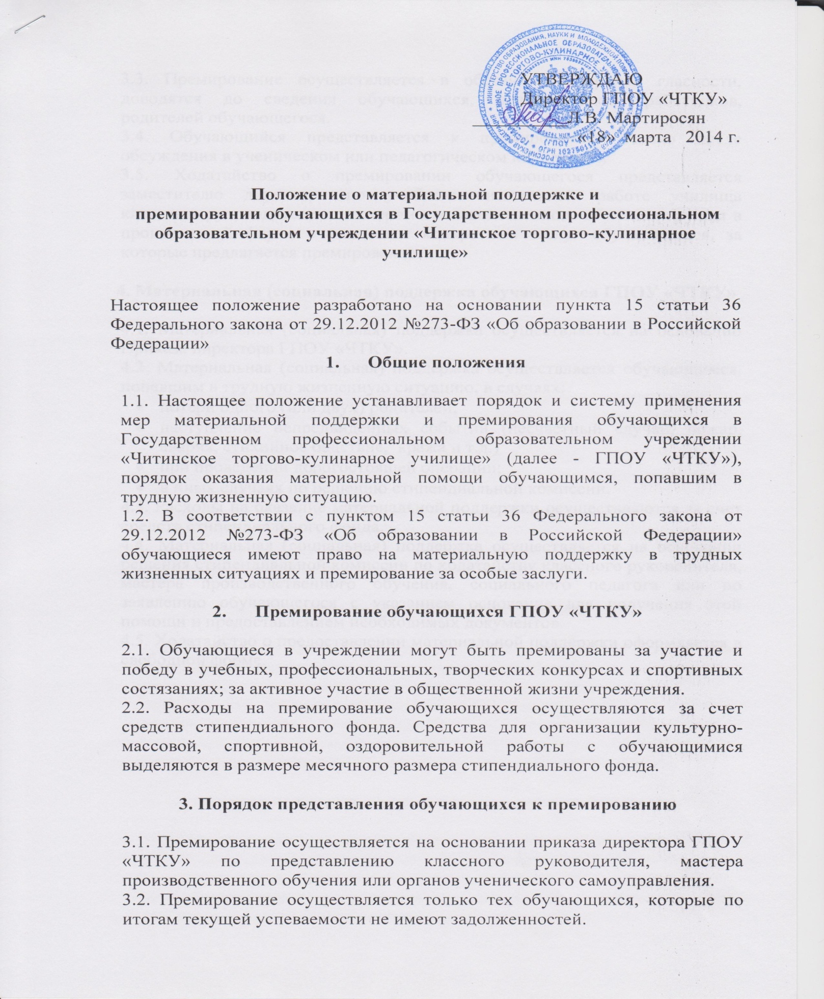 УТВЕРЖДАЮ
Директор ГПОУ «ЧТКУ»
Л.В. Мартиросян
«18» марта 2014 г.
Положение о материальной поддержке и
премировании обучающихся в Государственном профессиональном
образовательном учреждении «Читинское торгово-кулинарное
училище»
Настоящее положение разработано на основании пункта 15 статьи 36
Федерального закона от 29.12.2012 №273-ФЗ «Об образовании в Российской
Федерации»
1. Общие положения
1.1. Настоящее положение устанавливает порядок и систему применения
мер материальной поддержки и премирования обучающихся в
Государственном профессиональном образовательном учреждении
«Читинское торгово-кулинарное училище» (далее - ГПОУ «ЧТКУ»),
порядок оказания материальной помощи обучающимся, попавшим в
трудную жизненную ситуацию.
1.2. В соответствии с пунктом 15 статьи 36 Федерального закона от
29.12.2012 №273-ФЗ «Об образовании в Российской Федерации»
обучающиеся имеют право на материальную поддержку в трудных
жизненных ситуациях и премирование за особые заслуги.
2. Премирование обучающихся ГПОУ «ЧТКУ»
2.1. Обучающиеся в учреждении могут быть премированы за участие и
победу в учебных, профессиональных, творческих конкурсах и спортивных
состязаниях; за активное участие в общественной жизни учреждения.
2.2. Расходы на премирование обучающихся осуществляются за счет
средств стипендиального фонда. Средства для организации культурно-
массовой, спортивной, оздоровительной работы с обучающимися
выделяются в размере месячного размера стипендиального фонда.
3. Порядок представления обучающихся к премированию
3.1. Премирование осуществляется на основании приказа директора ГПОУ
«ЧТКУ» по представлению классного руководителя, мастера
производственного обучения или органов ученического самоуправления.
3.2. Премирование осуществляется только тех обучающихся, которые по
итогам текущей успеваемости не имеют задолженностей.